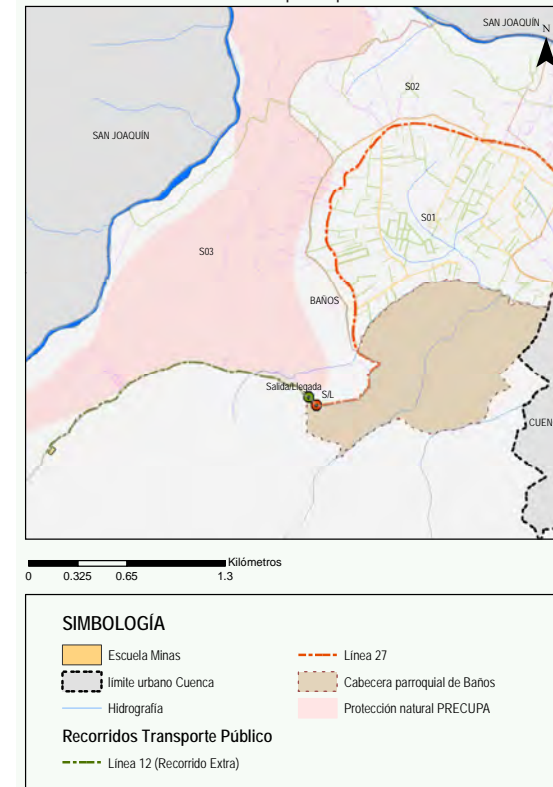 SAN JOAQUÍN
N
S02
SAN JOAQUÍN
S01
S03
BAÑOS
Salida/Llegada
S/L
CUEN
Kilómetros
0 0.325 0.65 1.3
SIMBOLOGÍA
Escuela Minas
límite urbano Cuenca
Hidrografía
Línea 27
Cabecera parroquial de Baños
Protección natural PRECUPA
Recorridos Transporte Público
Línea 12 (Recorrido Extra)